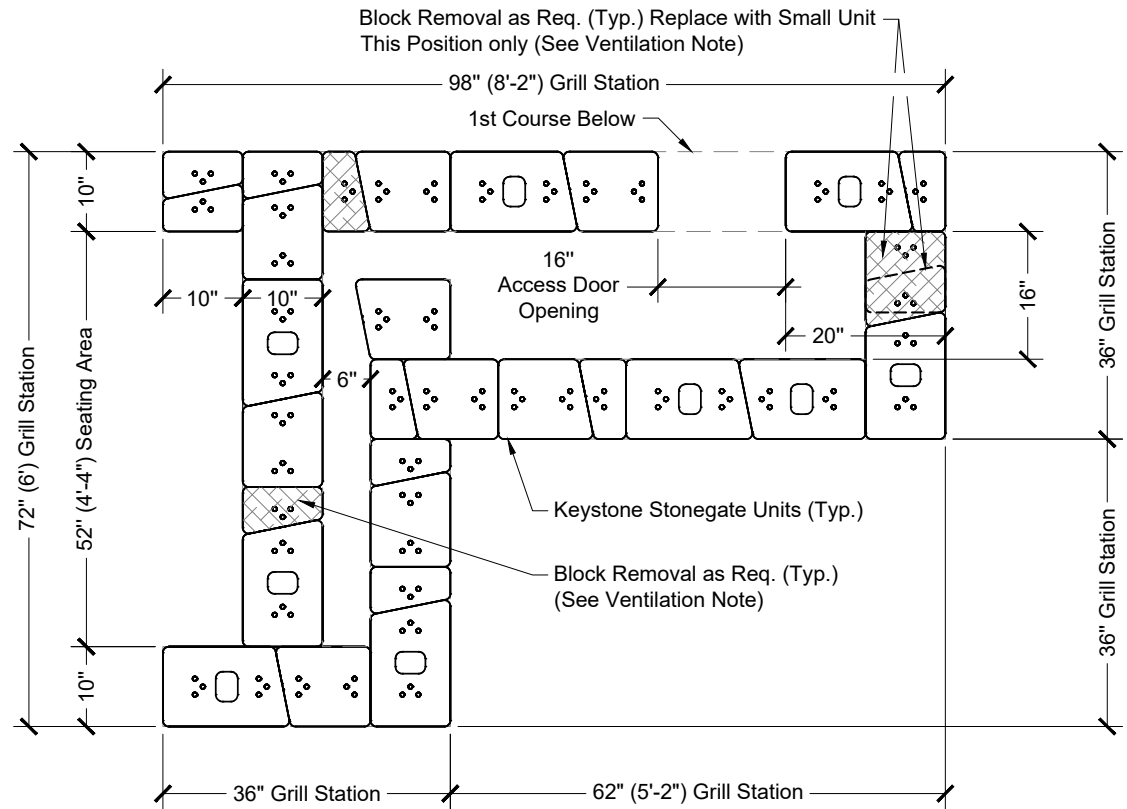 Block Removal as Req. (Typ.) Replace with Small Unit
This Position only (See Ventilation Note)
98" (8'-2") Grill Station
1st Course Below
10"
72" (6') Grill Station
52" (4'-4") Seating Area
10"
10"
10"
6"
16"
Access Door
Opening
20"
16"
36" Grill Station
36" Grill Station
Keystone Stonegate Units (Typ.)
Block Removal as Req. (Typ.)
(See Ventilation Note)
36" Grill Station
62" (5'-2") Grill Station